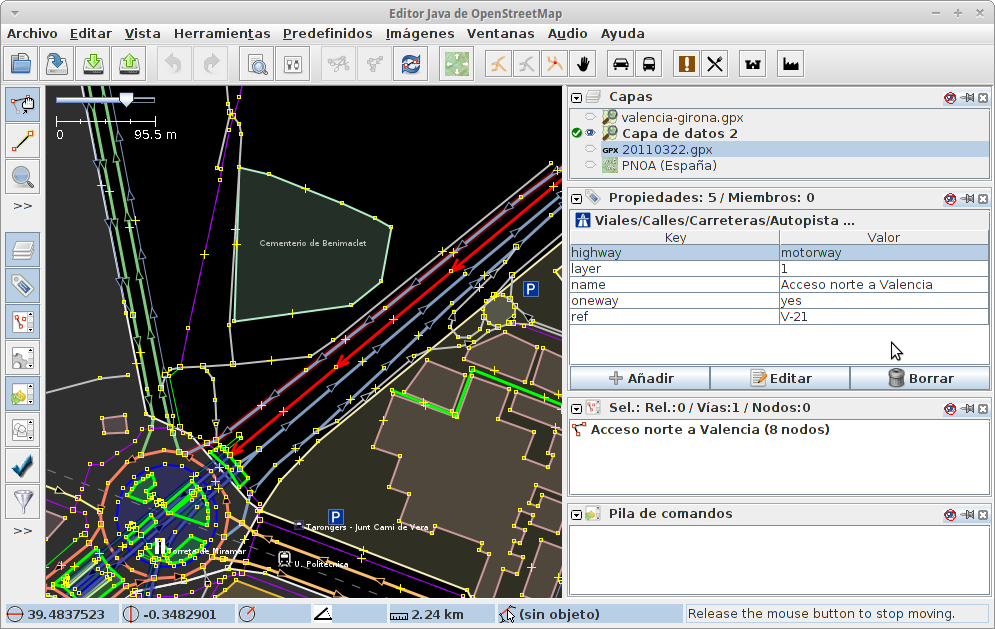 Editor Java de OpenStreetMap
Archivo Editar Vista Herramientas Predefinidos Imágenes Ventanas Audio Ayuda
0 95.5 m
>>
>>
Cementerio de Benimaclet
P
P
Tarongers - Junt Cami de Vera
Torreta de Miramar
U. Politécnica
Capas
valencia-girona.gpx
Capa de datos 2
GPX 20110322.gpx
PNOA (España)
Propiedades: 5 / Miembros: 0
Viales/Calles/Carreteras/Autopista ...
Key Valor
highway motorway
layer 1
name Acceso norte a Valencia
oneway yes
ref V-21
Añadir Editar Borrar
Sel.: Rel.:0 / Vías:1 / Nodos:0
Acceso norte a Valencia (8 nodos)
Pila de comandos
39.4837523 -0.3482901 2.24 km (sin objeto) Release the mouse button to stop moving.